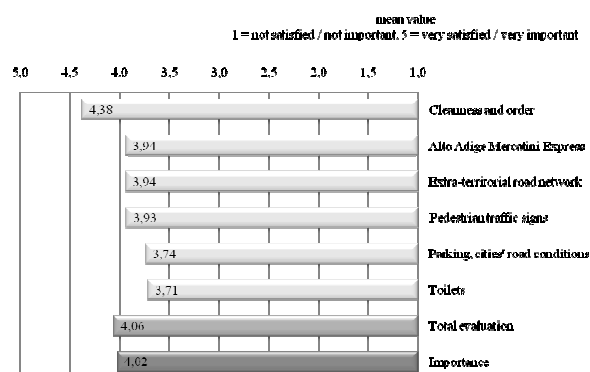 mean value
1 = not satisfied / not important, 5 = very satisfied / very important
5,0 4,5 4,0 3,5 3,0 2,5 2,0 1,5 1,0
4,38 Cleanness and order
3,94 Alto Adige Mercatini Express
3,94 Extra-territorial road network
3,93 Pedestrian traffic signs
3,74 Parking, cities' road conditions
3,71 Toilets
4,06 Total evaluation
4,02 Importance